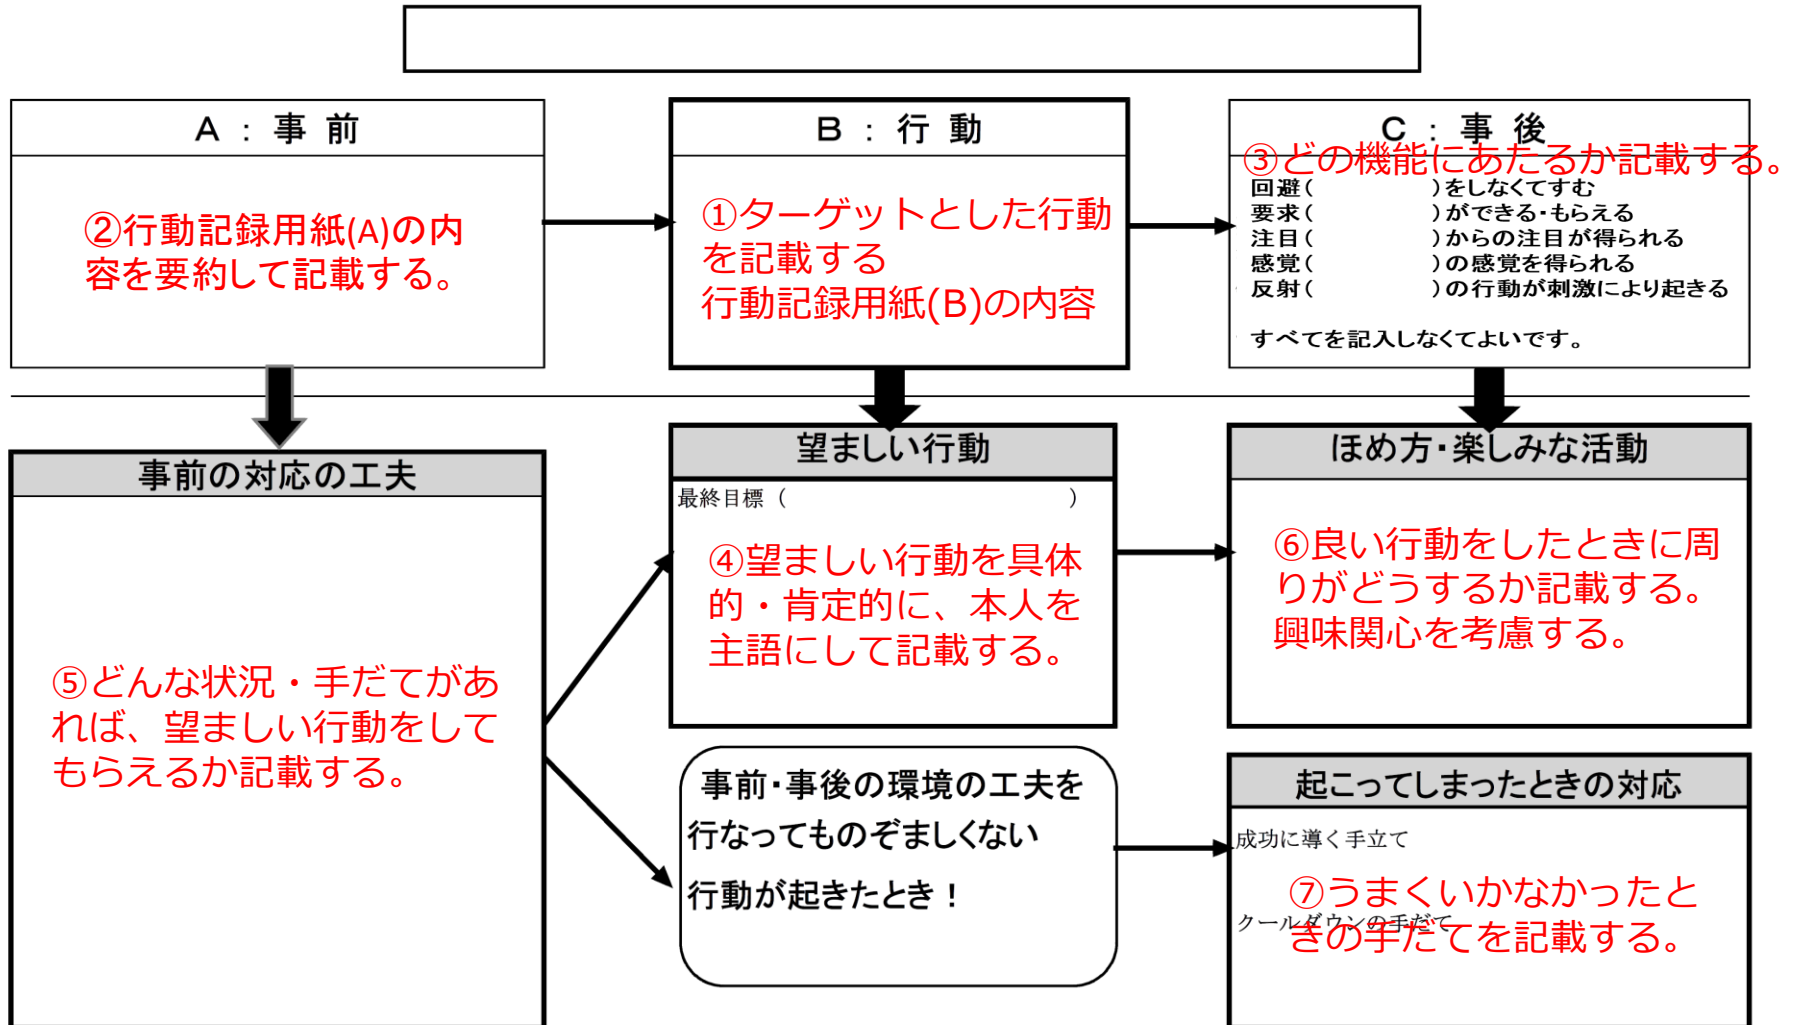 A：事 前
②行動記録用紙(A)の内
容を要約して記載する。
B：行 動
①ターゲットとした行動
を記載する
行動記録用紙(B)の内容
C：事 後
③どの機能にあたるか記載する。
回避(　　　　　)をしなくてすむ
要求(　　　　　)ができる・もらえる
注目(　　　　　)からの注目が得られる
感覚(　　　　　)の感覚を得られる
反射(　　　　　)の行動が刺激により起きる
すべてを記入しなくてよいです。
事前の対応の工夫
⑤どんな状況・手だてがあ
れば、望ましい行動をして
もらえるか記載する。
望ましい行動
最終目標（　　　　　　　　　　）
④望ましい行動を具体
的・肯定的に、本人を
主語にして記載する。
ほめ方・楽しみな活動
⑥良い行動をしたときに周
りがどうするか記載する。
興味関心を考慮する。
事前・事後の環境の工夫を
行なってものぞましくない
行動が起きたとき！
起こってしまったときの対応
成功に導く手立て
クールダウンの手だて
⑦うまくいかなかったと
きの手だてを記載する。